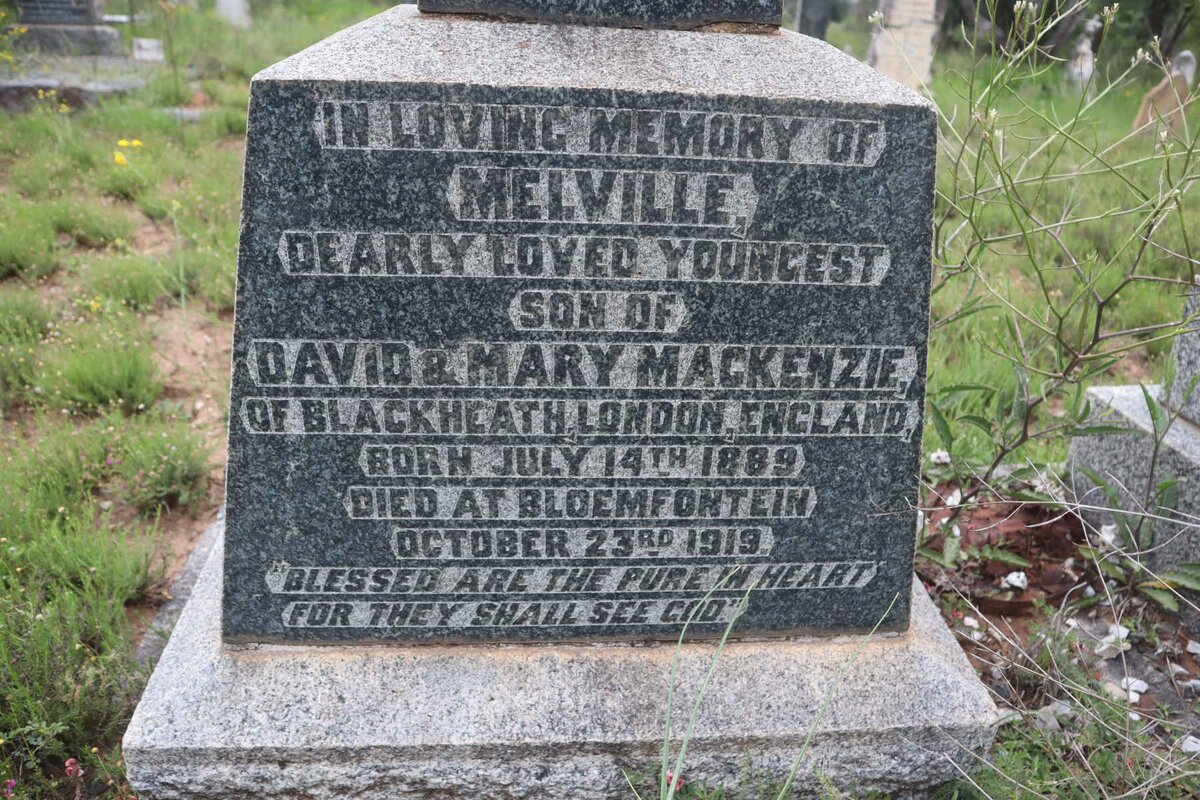 IN LOVING MEMORY OF
MELVILLE,
DEARLY LOVED YOUNGEST
SON OF
DAVID & MARY MACKENZIE,
OF BLACKHEATH, LONDON, ENGLAND,
BORN JULY 14TH 1889
DIED AT BLOEMFONTEIN
OCTOBER 23RD 1919
"BLESSED ARE THE PURE IN HEART
FOR THEY SHALL SEE GOD"